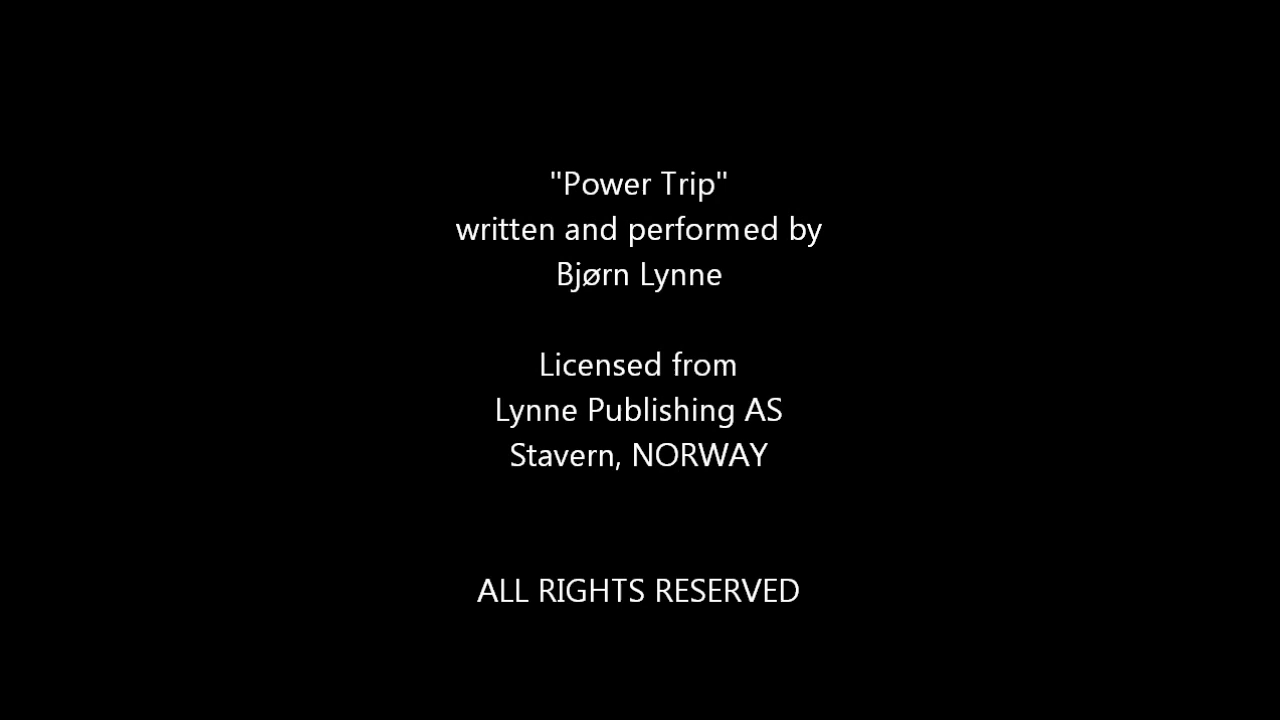 "Power Trip"
written and performed by
Bjørn Lynne
Licensed from
Lynne Publishing AS
Stavern, NORWAY
ALL RIGHTS RESERVED